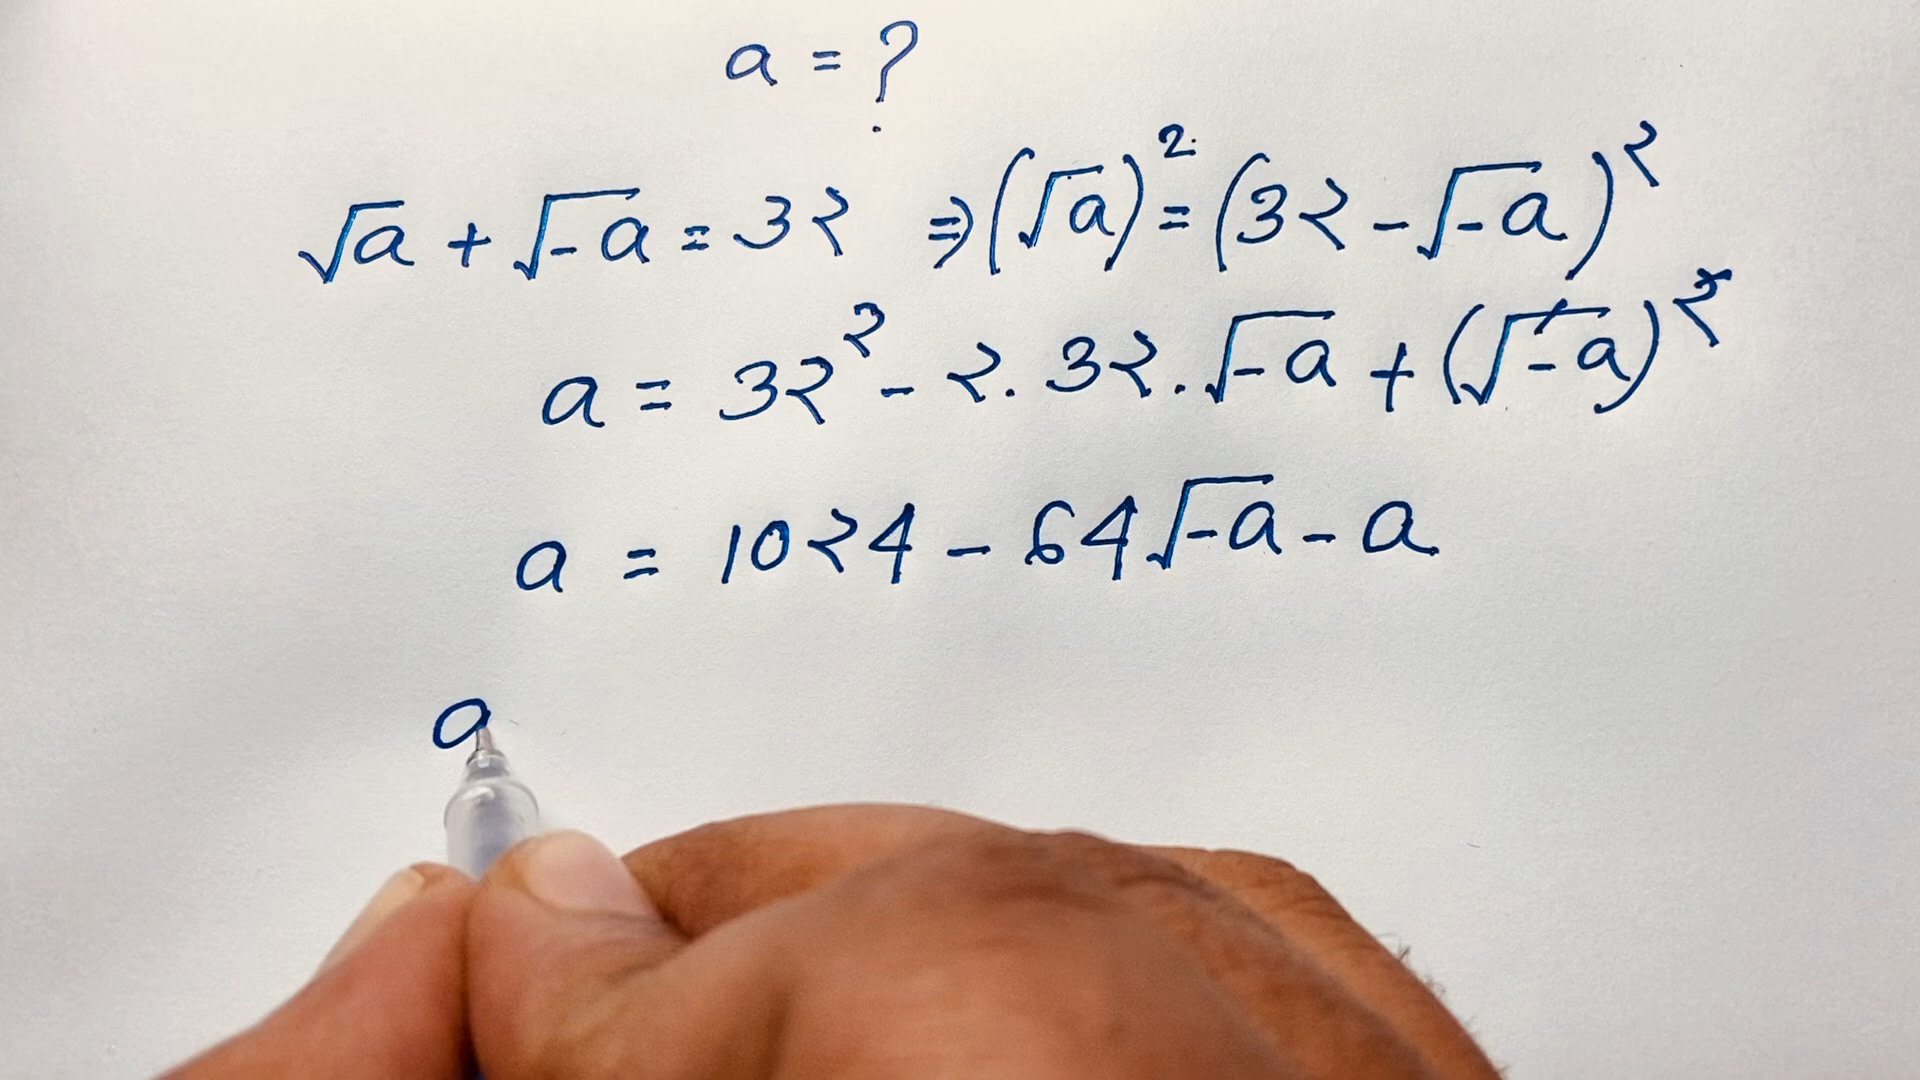 a = ?
√a + √-a = 32 ⇒ (√a)² = (32 - √-a)²
a = 32² - 2 . 32 . √-a + (√-a)²
a = 1024 - 64√-a - a
a